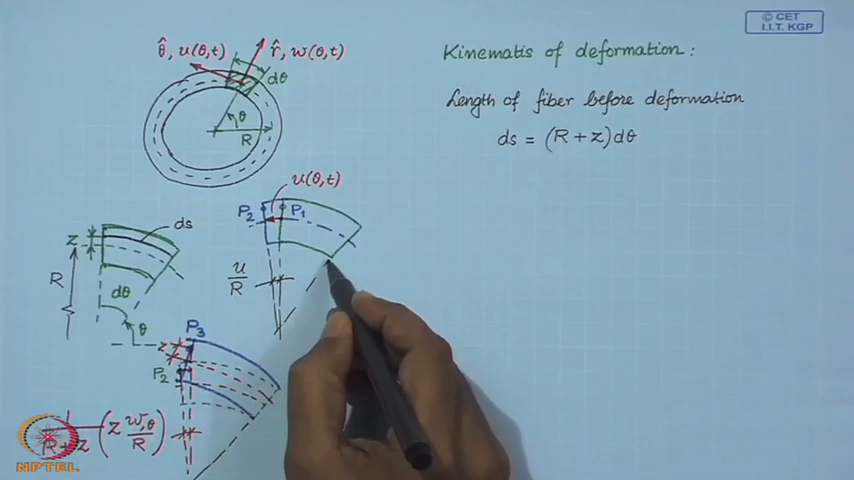 © CET
I.I.T. KGP
Kinematis of deformation :
Length of fiber before deformation
ds = (R + z) dθ
θ̂, u(θ,t)
r̂, w(θ,t)
dθ
θ
R
u(θ,t)
P2
P1
u/R
z
ds
R
dθ
θ
P3
z
P2
(z w,θ/R)
NPTEL